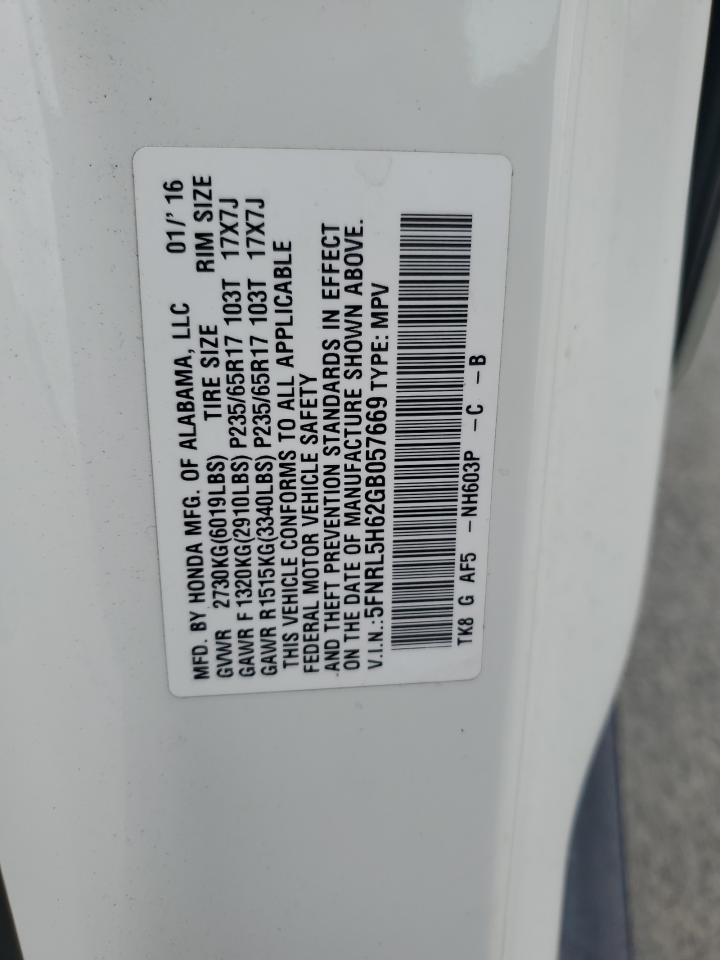 MFD. BY HONDA MFG. OF ALABAMA, LLC 01/'16
GVWR 2730KG(6019LBS) TIRE SIZE RIM SIZE
GAWR F 1320KG(2910LBS) P235/65R17 103T 17X7J
GAWR R 1515KG(3340LBS) P235/65R17 103T 17X7J
THIS VEHICLE CONFORMS TO ALL APPLICABLE
FEDERAL MOTOR VEHICLE SAFETY
AND THEFT PREVENTION STANDARDS IN EFFECT
ON THE DATE OF MANUFACTURE SHOWN ABOVE.
V.I.N.:5FNRL5H62GB057669 TYPE: MPV
TK8 G AF5 -NH603P -C -B